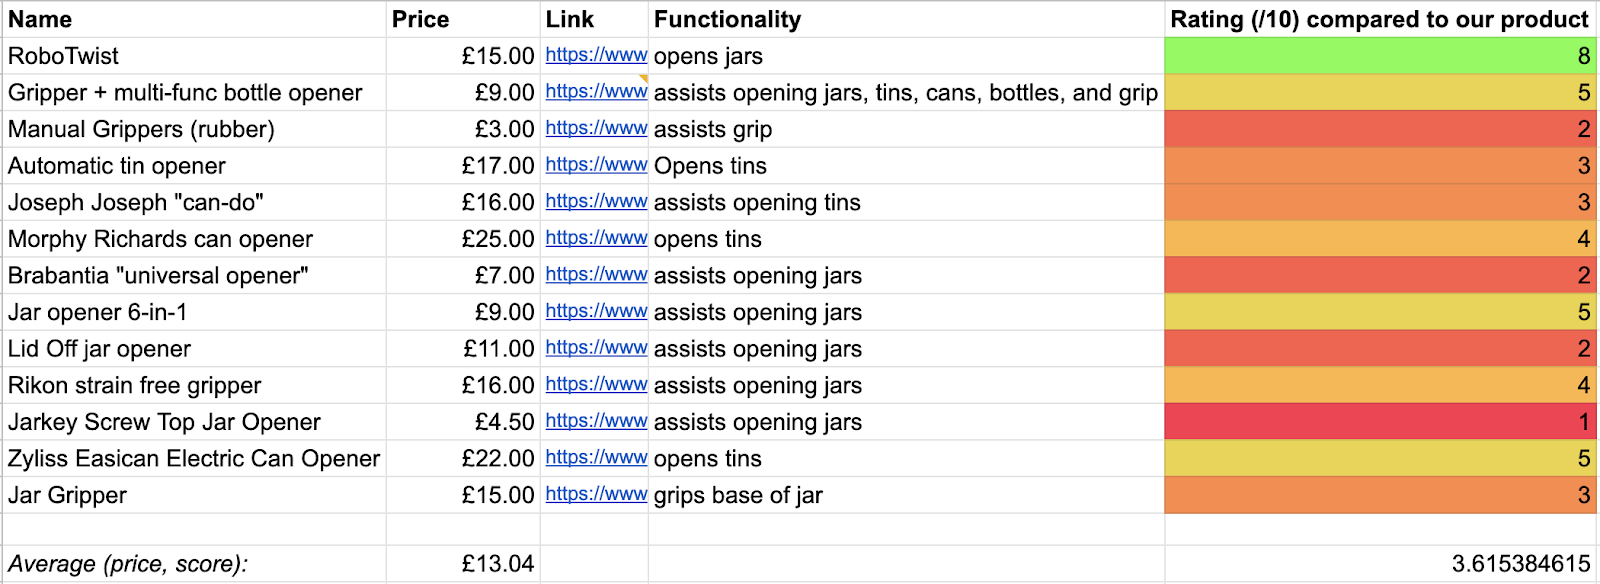 Name Price Link Functionality Rating (/10) compared to our product
RoboTwist £15.00 https://www opens jars 8
Gripper + multi-func bottle opener £9.00 https://www assists opening jars, tins, cans, bottles, and grip 5
Manual Grippers (rubber) £3.00 https://www assists grip 2
Automatic tin opener £17.00 https://www Opens tins 3
Joseph Joseph "can-do" £16.00 https://www assists opening tins 3
Morphy Richards can opener £25.00 https://www opens tins 4
Brabantia "universal opener" £7.00 https://www assists opening jars 2
Jar opener 6-in-1 £9.00 https://www assists opening jars 5
Lid Off jar opener £11.00 https://www assists opening jars 2
Rikon strain free gripper £16.00 https://www assists opening jars 4
Jarkey Screw Top Jar Opener £4.50 https://www assists opening jars 1
Zyliss Easican Electric Can Opener £22.00 https://www opens tins 5
Jar Gripper £15.00 https://www grips base of jar 3
Average (price, score): £13.04 3.615384615